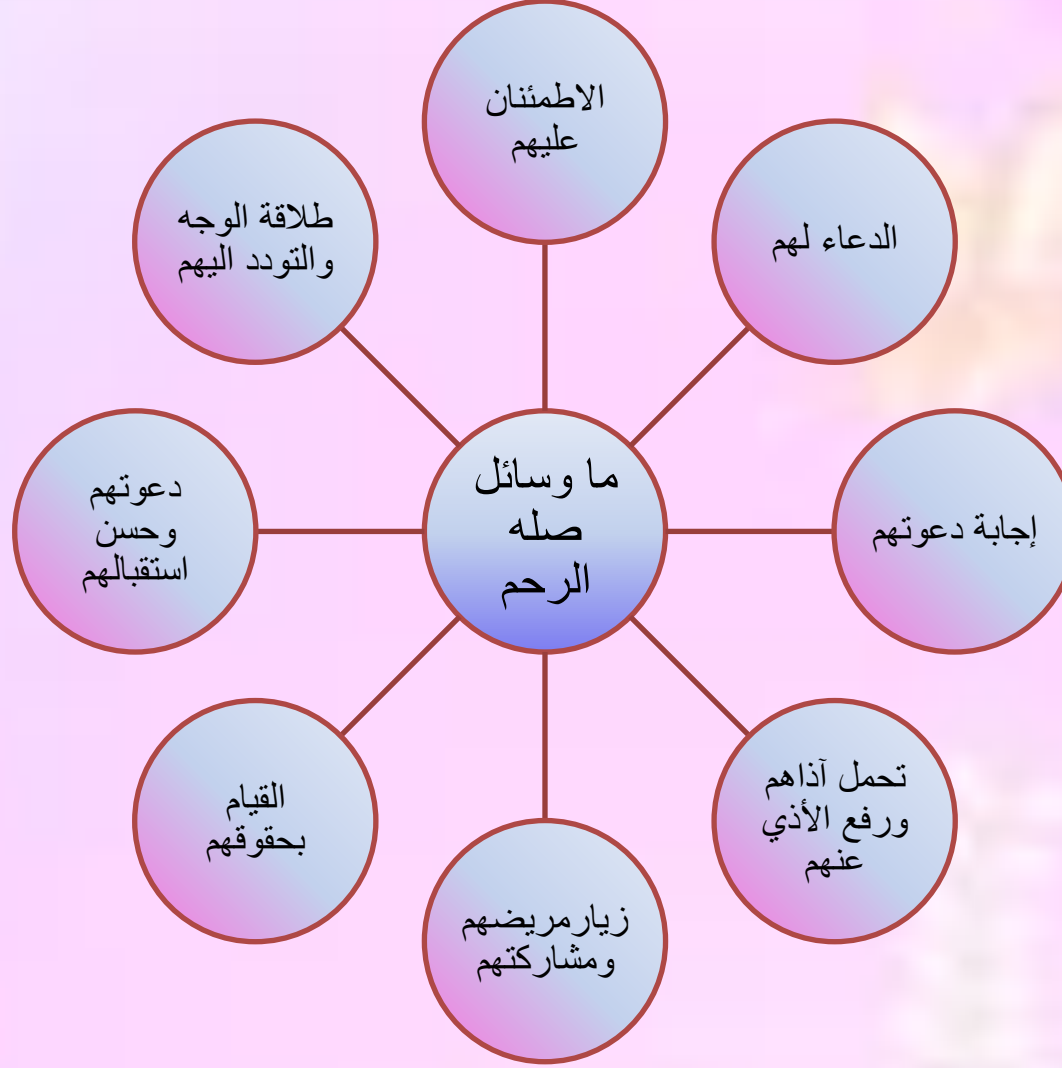 ما وسائل
صله
الرحم
الاطمئنان
عليهم
الدعاء لهم
إجابة دعوتهم
تحمل آذاهم
ورفع الأذي
عنهم
زيارمريضهم
ومشاركتهم
القيام
بحقوقهم
دعوتهم
وحسن
استقبالهم
طلاقة الوجه
والتودد اليهم